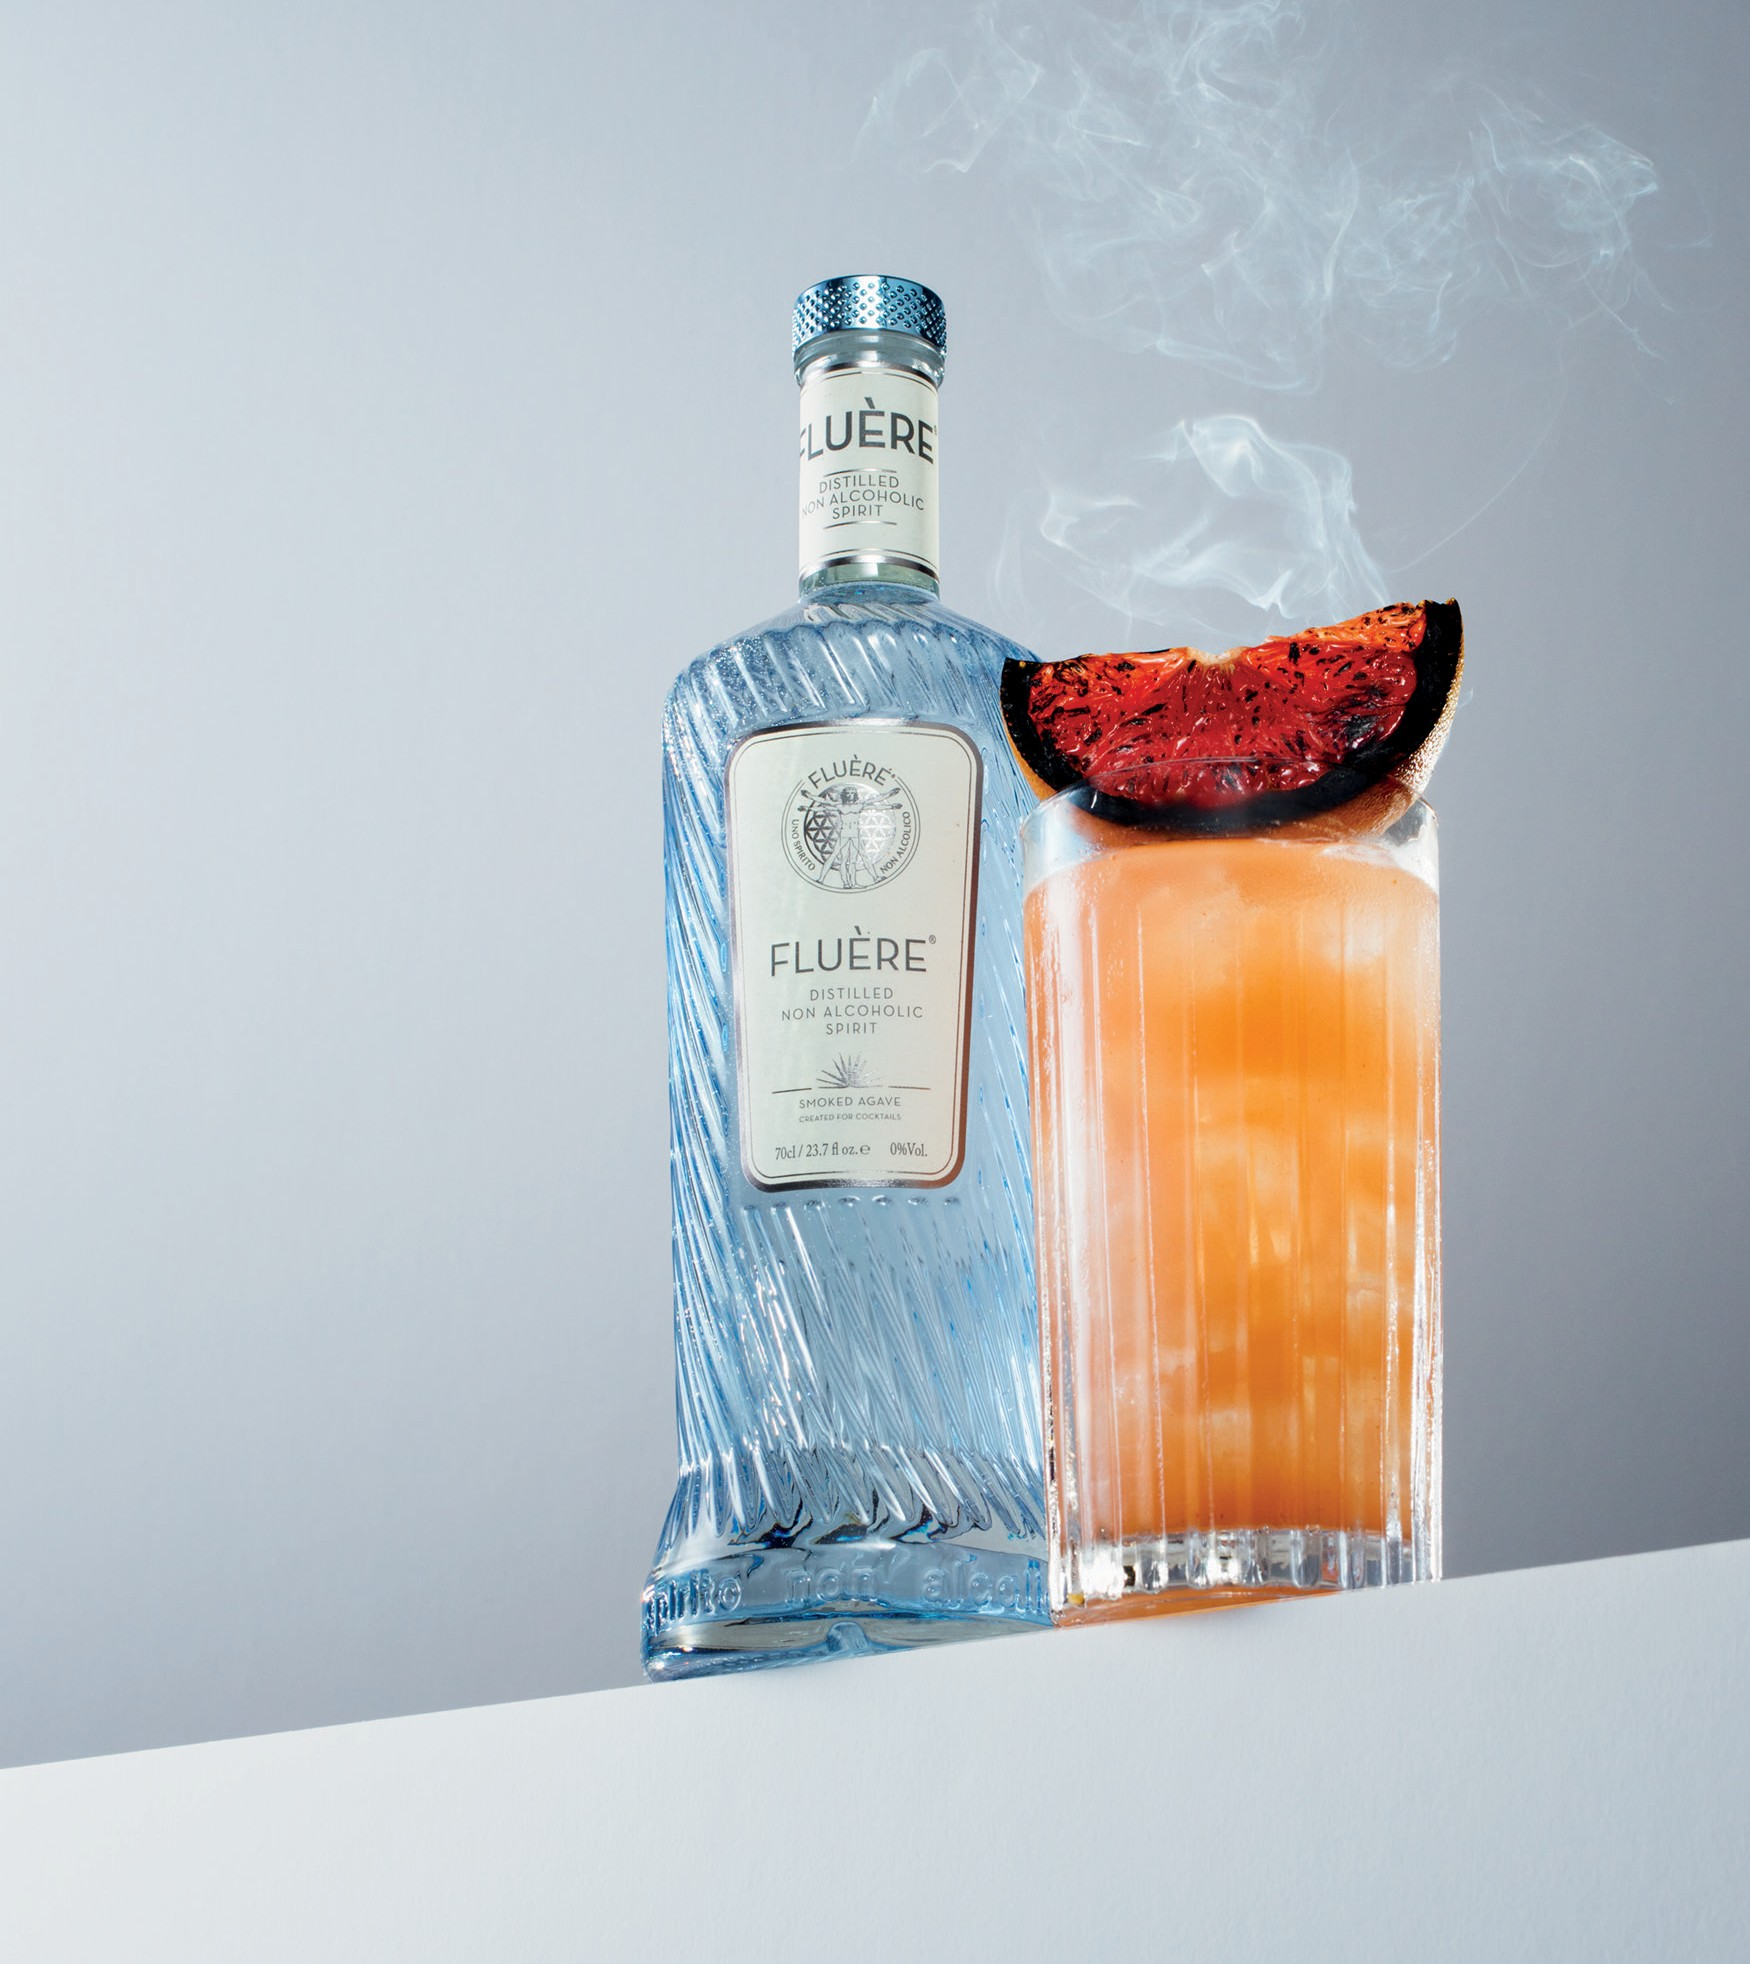 FLUÈRE®
DISTILLED
NON ALCOHOLIC
SPIRIT
FLUÈRE®
UNO SPIRITO NON ALCOLICO
FLUÈRE®
DISTILLED
NON ALCOHOLIC
SPIRIT
SMOKED AGAVE
CREATED FOR COCKTAILS
70cl / 23.7 fl oz. ℮ 0%Vol.
spirito non alcoli